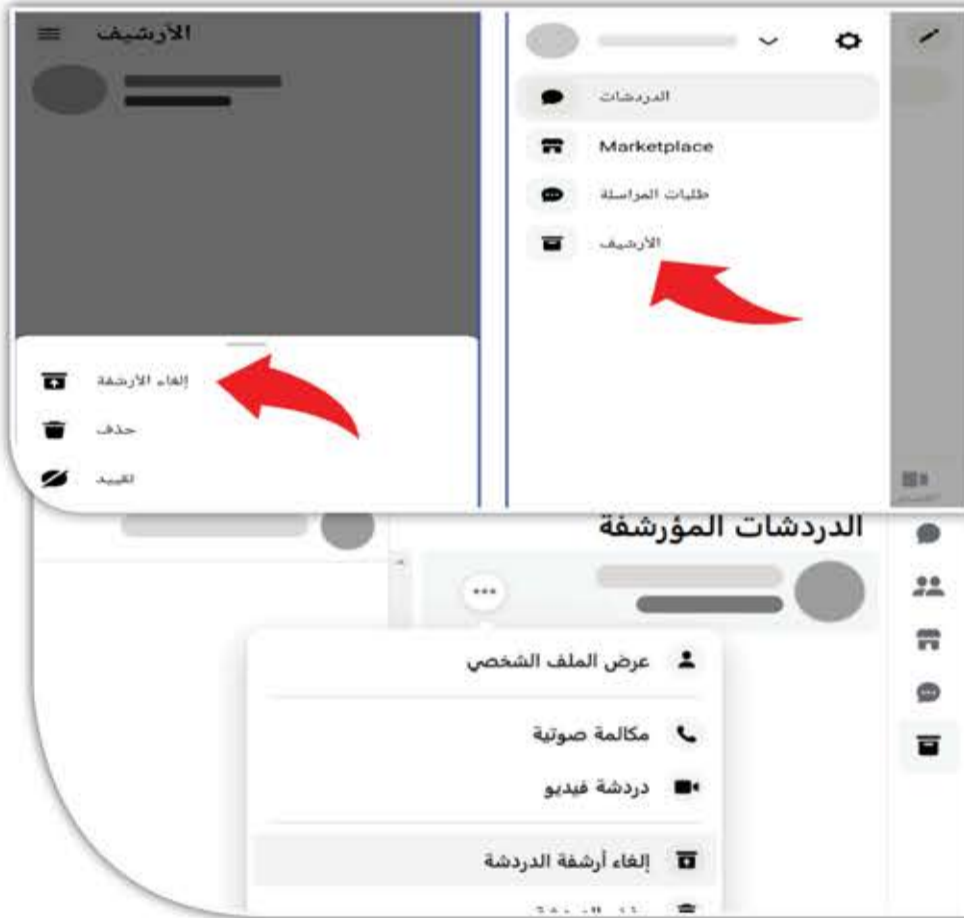 الأرشيف
إلغاء الأرشفة
حذف
تقييد
الدردشات
Marketplace
طلبات المراسلة
الأرشيف
الدردشات المؤرشفة
عرض الملف الشخصي
مكالمة صوتية
دردشة فيديو
إلغاء أرشفة الدردشة